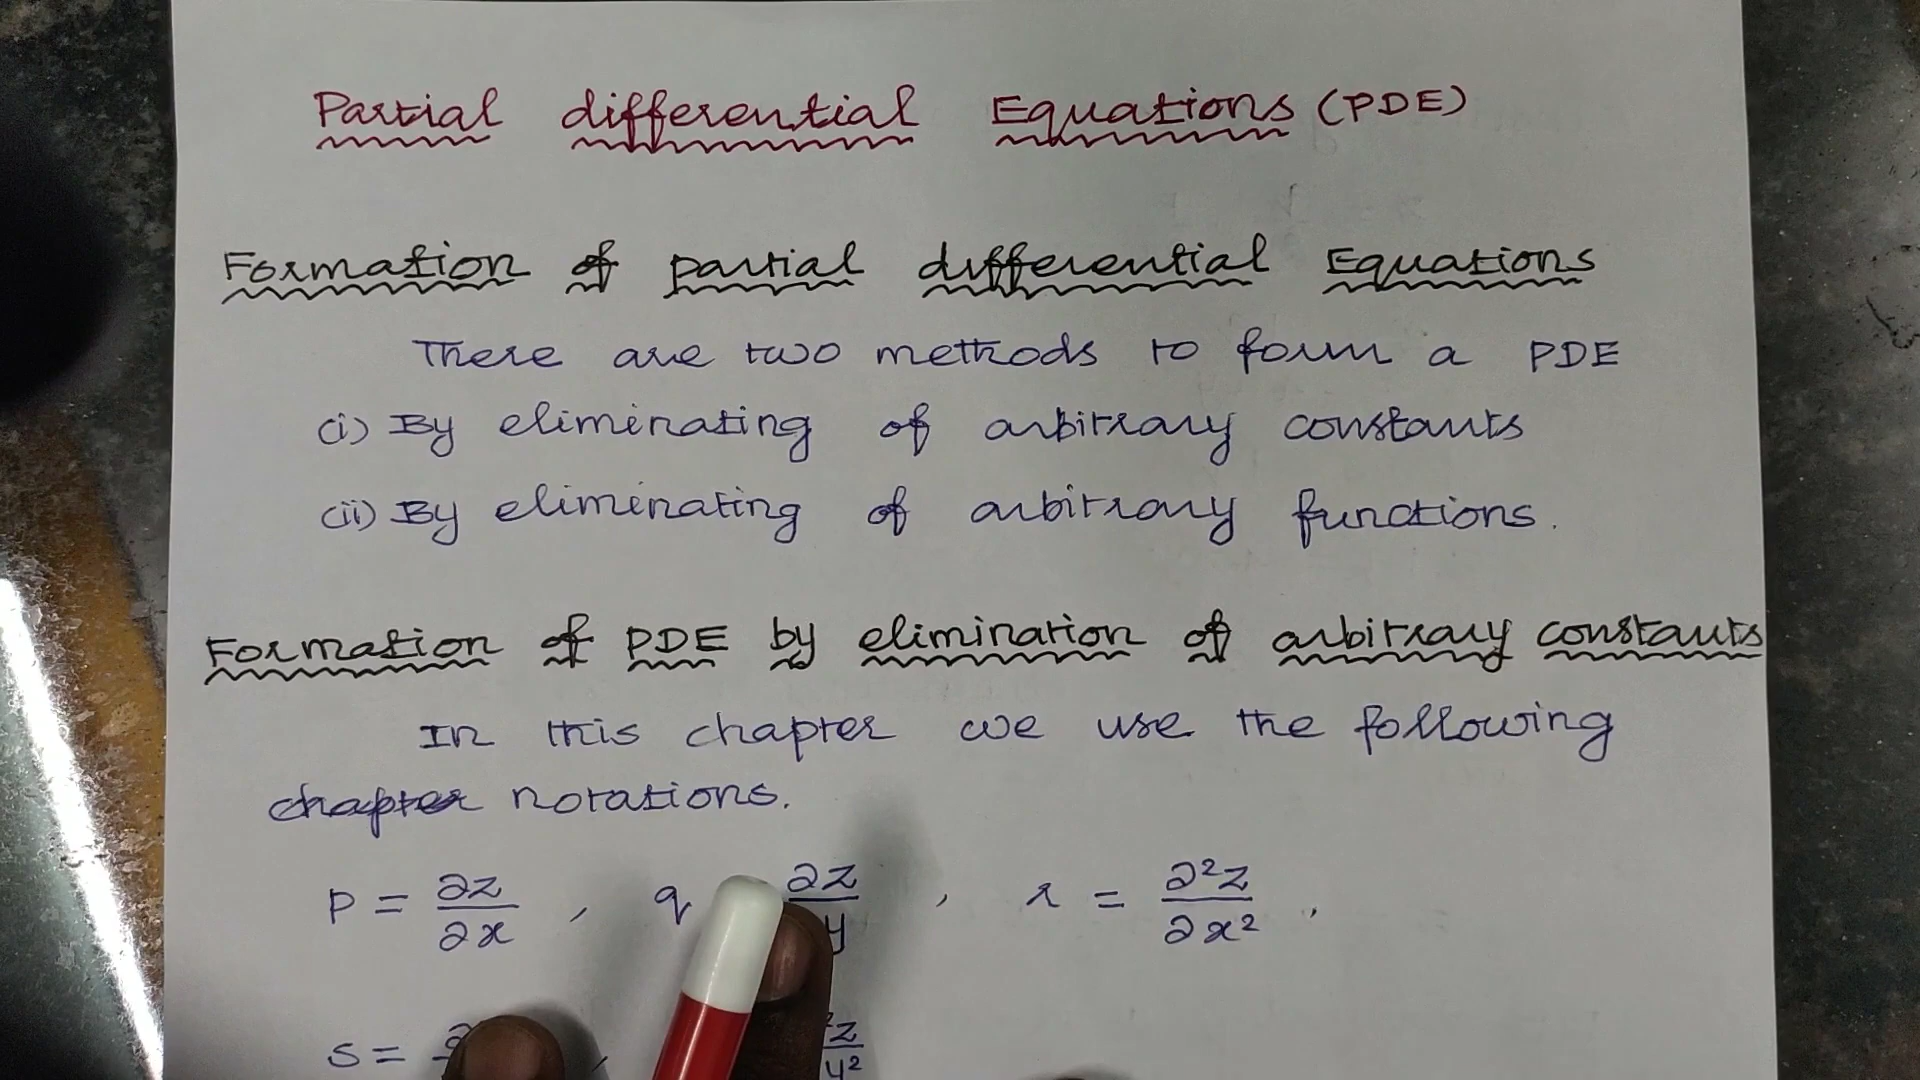 Partial differential Equations (PDE)
Formation of partial differential Equations
There are two methods to form a PDE
(i) By eliminating of arbitrary constants
(ii) By eliminating of arbitrary functions.
Formation of PDE by elimination of arbitrary constants
In this chapter we use the following
chapter notations.
P = ∂z/∂x , q ∂z/ y , r = ∂²z/∂x² ,
s = ∂ , ²z/y²